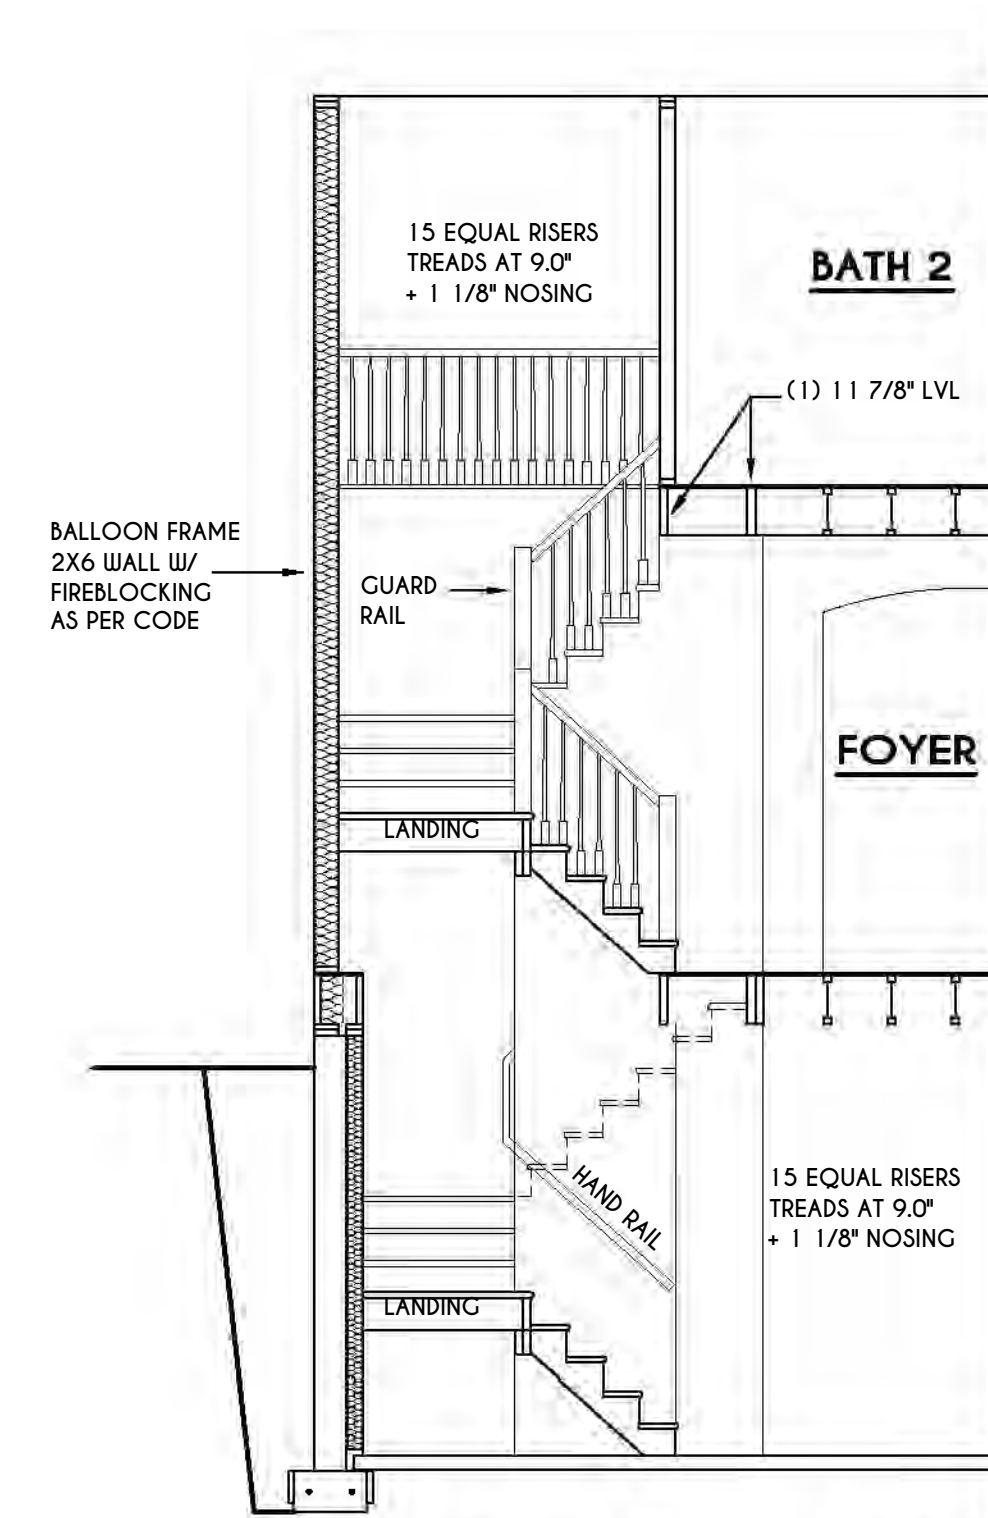 15 EQUAL RISERS
TREADS AT 9.0"
+ 1 1/8" NOSING
BATH 2
(1) 11 7/8" LVL
BALLOON FRAME
2X6 WALL W/
FIREBLOCKING
AS PER CODE
GUARD
RAIL
FOYER
LANDING
HAND RAIL
15 EQUAL RISERS
TREADS AT 9.0"
+ 1 1/8" NOSING
LANDING